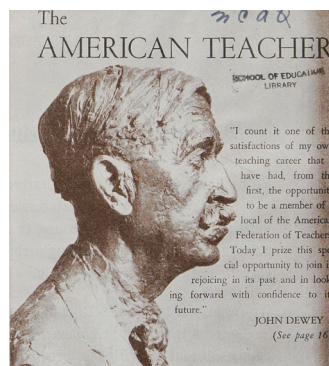 The
AMERICAN TEACHER
SCHOOL OF EDUCATION
LIBRARY
"I count it one of th
satisfactions of my ow
teaching career that
have had, from th
first, the opportunit
to be a member of
local of the America
Federation of Teacher
Today I prize this spe
cial opportunity to join i
rejoicing in its past and in look
ing forward with confidence to it
future."
JOHN DEWEY
(See page 16